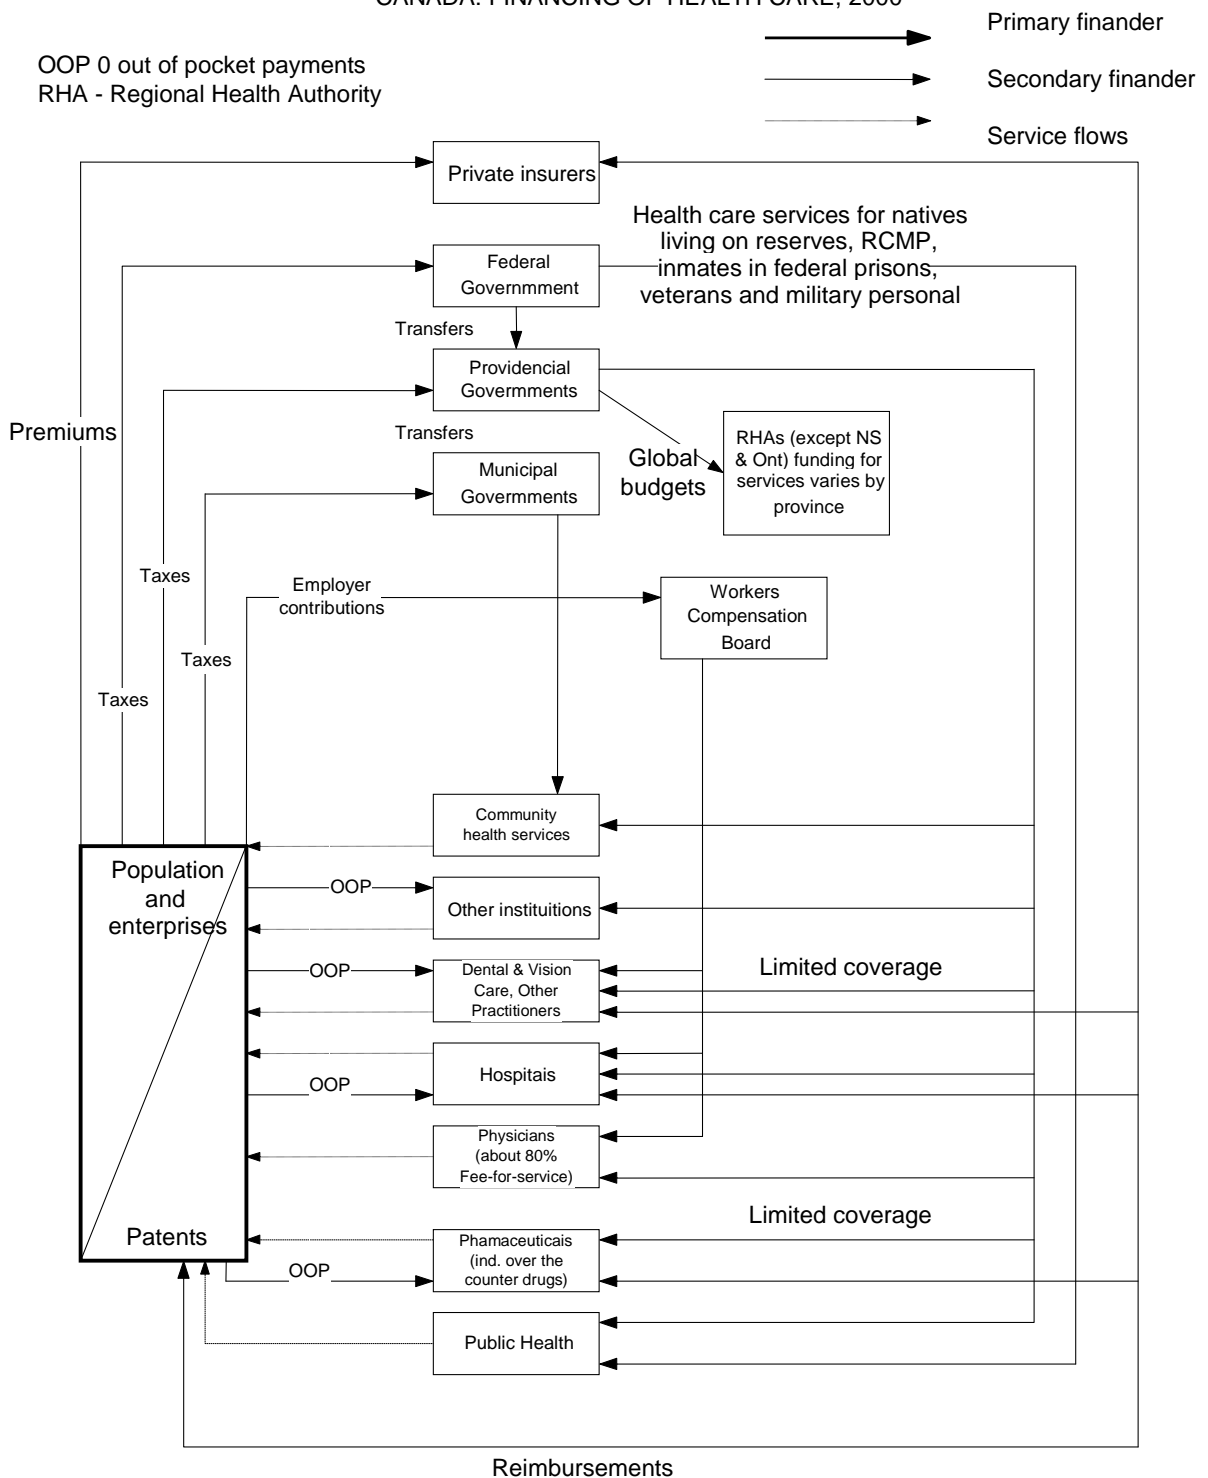 CANADA: FINANCING OF HEALTH CARE, 2000
Primary finander
OOP 0 out of pocket payments
RHA - Regional Health Authority
Secondary finander
Service flows
Private insurers
Health care services for natives
living on reserves, RCMP,
inmates in federal prisons,
veterans and military personal
Federal
Governmment
Transfers
Providencial
Govermments
Premiums
Transfers
Global
budgets
RHAs (except NS
& Ont) funding for
services varies by
province
Municipal
Govermments
Taxes
Employer
contributions
Workers
Compensation
Board
Taxes
Taxes
Community
health services
Population
and
enterprises
OOP
Other instituitions
OOP
Dental & Vision
Care, Other
Practitioners
Limited coverage
Hospitais
OOP
Physicians
(about 80%
Fee-for-service)
Limited coverage
Patents
Phamaceuticais
(ind. over the
counter drugs)
OOP
Public Health
Reimbursements